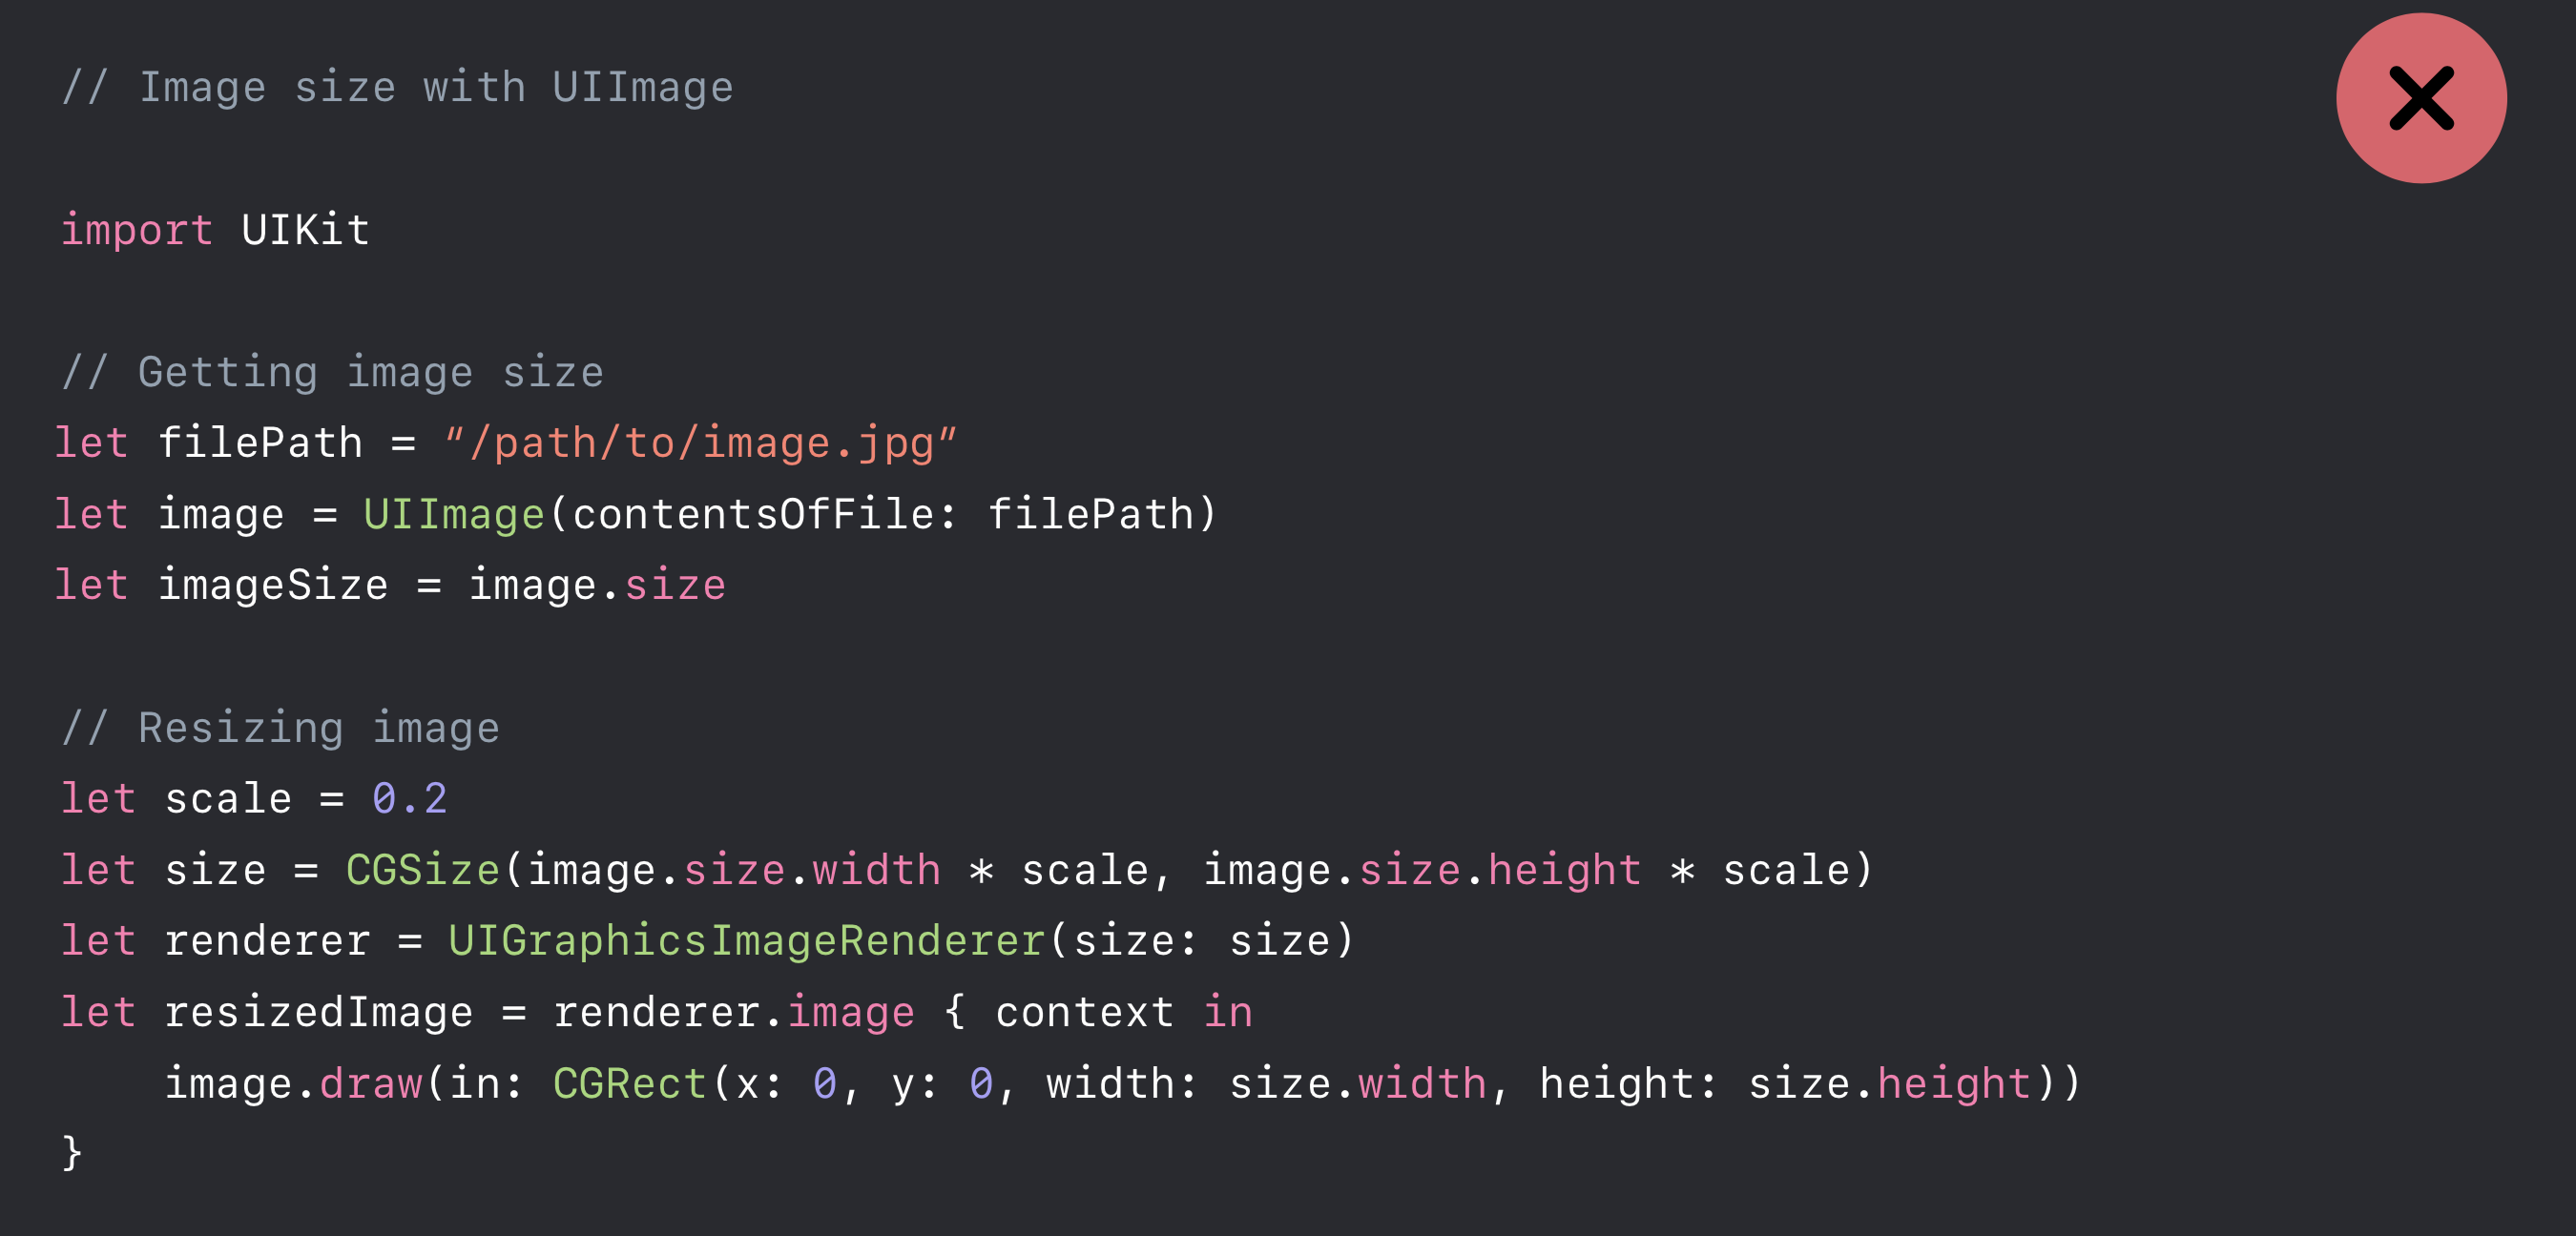 // Image size with UIImage
import UIKit
// Getting image size
let filePath = “/path/to/image.jpg”
let image = UIImage(contentsOfFile: filePath)
let imageSize = image.size
// Resizing image
let scale = 0.2
let size = CGSize(image.size.width * scale, image.size.height * scale)
let renderer = UIGraphicsImageRenderer(size: size)
let resizedImage = renderer.image { context in
    image.draw(in: CGRect(x: 0, y: 0, width: size.width, height: size.height))
}